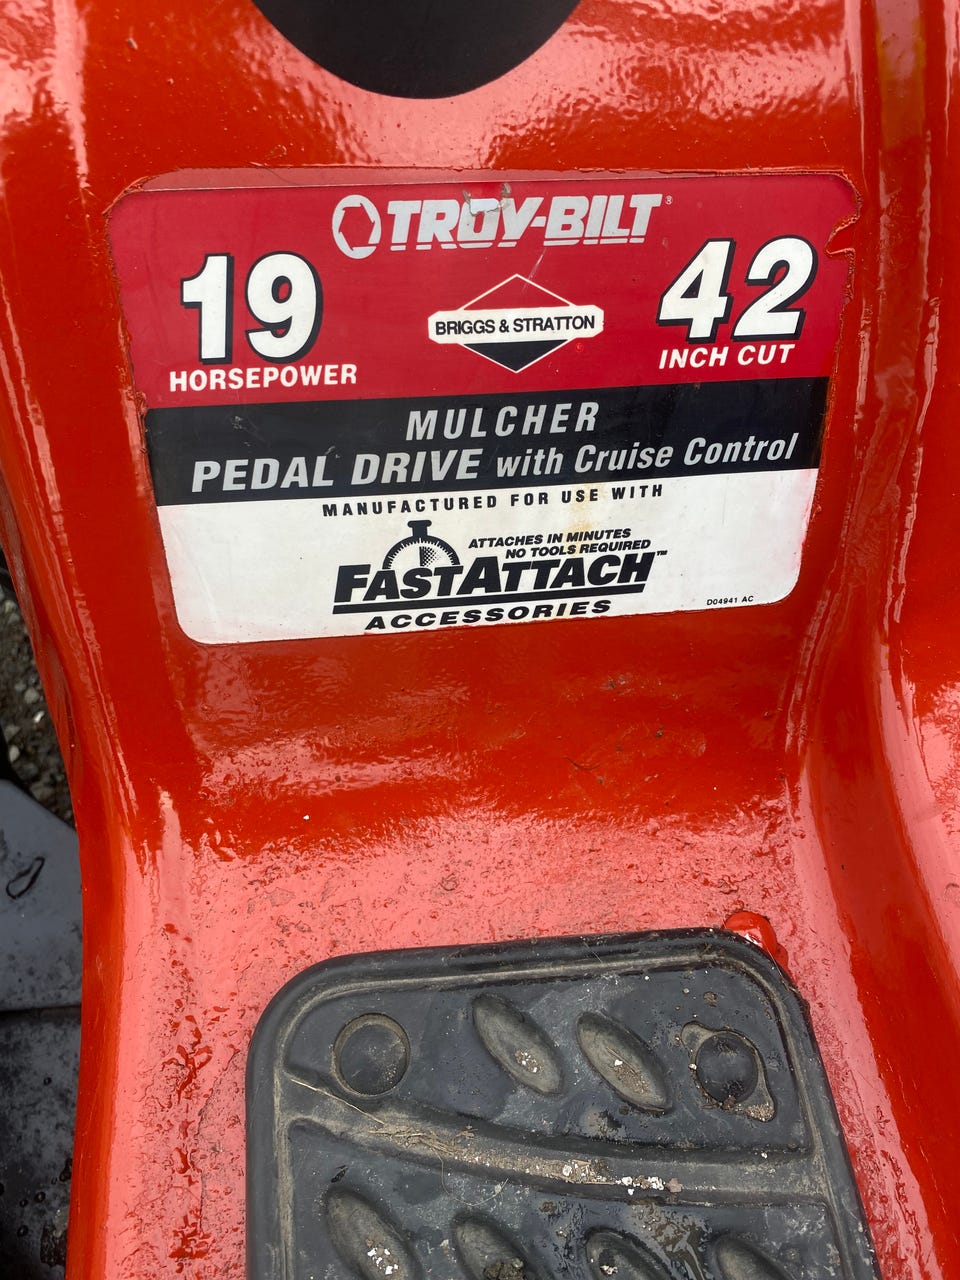 TROY-BILT®
19
HORSEPOWER
BRIGGS & STRATTON
42
INCH CUT
MULCHER
PEDAL DRIVE with Cruise Control
MANUFACTURED FOR USE WITH
ATTACHES IN MINUTES
NO TOOLS REQUIRED
FASTATTACH™
ACCESSORIES
D04941 AC